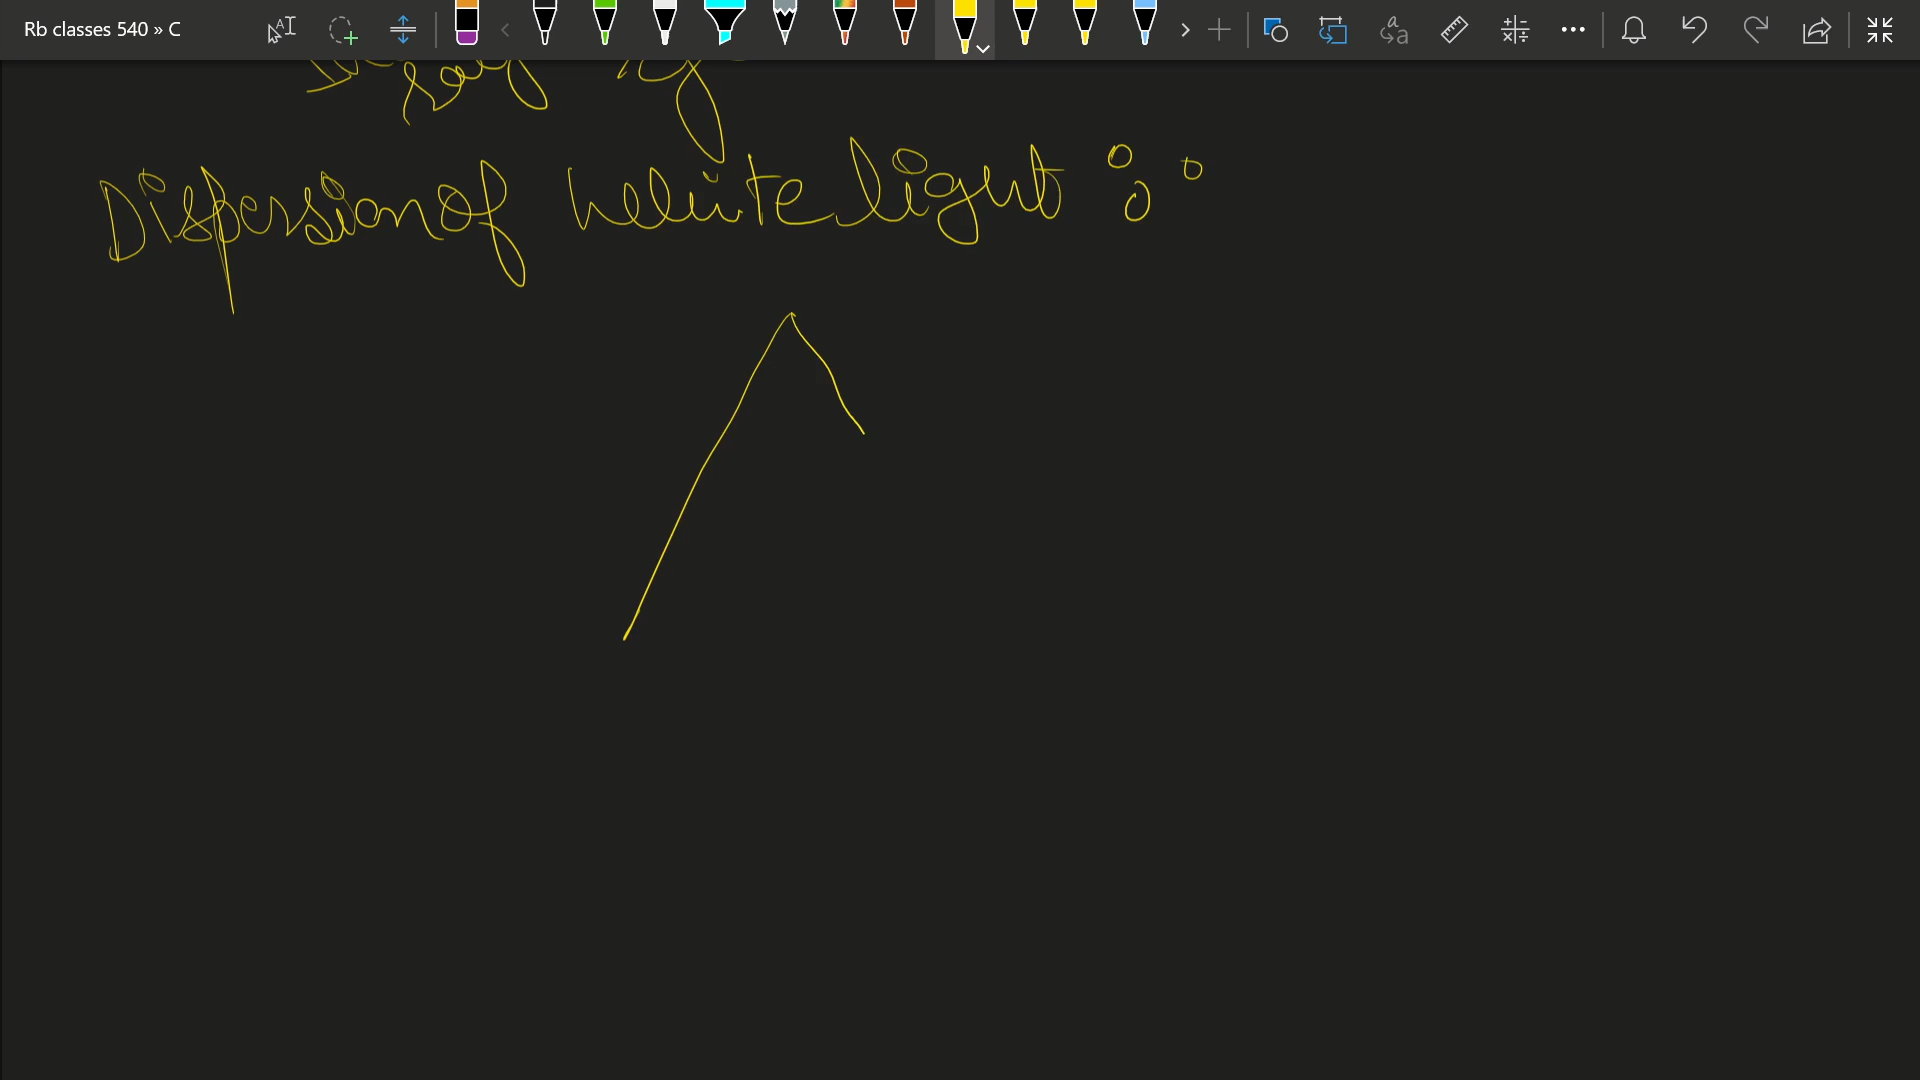 Rb classes 540 » C
Dispersion of white light :